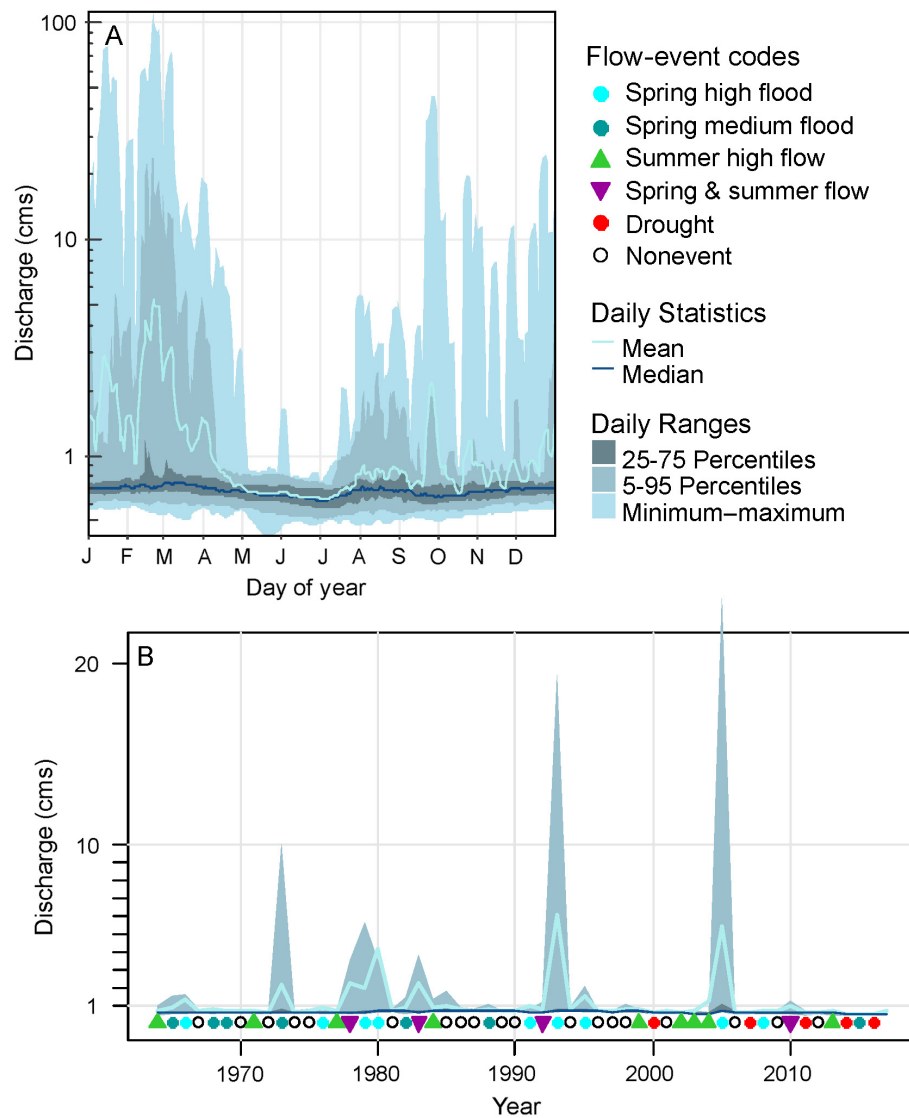 A
100
10
1
Discharge (cms)
J F M A M J J A S O N D
Day of year
Flow-event codes
Spring high flood
Spring medium flood
Summer high flow
Spring & summer flow
Drought
Nonevent
Daily Statistics
Mean
Median
Daily Ranges
25-75 Percentiles
5-95 Percentiles
Minimum–maximum
B
20
10
1
Discharge (cms)
1970 1980 1990 2000 2010
Year